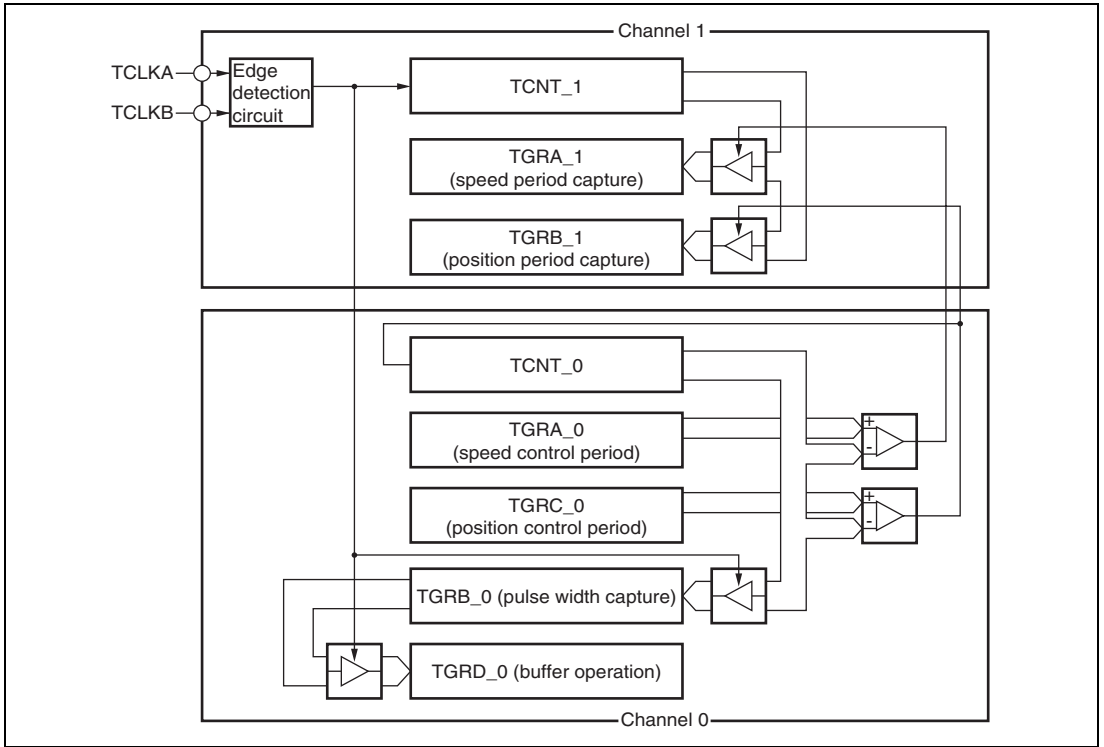 Channel 1
TCLKA
TCLKB
Edge
detection
circuit
TCNT_1
TGRA_1
(speed period capture)
TGRB_1
(position period capture)
TCNT_0
TGRA_0
(speed control period)
+
-
TGRC_0
(position control period)
+
-
TGRB_0 (pulse width capture)
TGRD_0 (buffer operation)
Channel 0